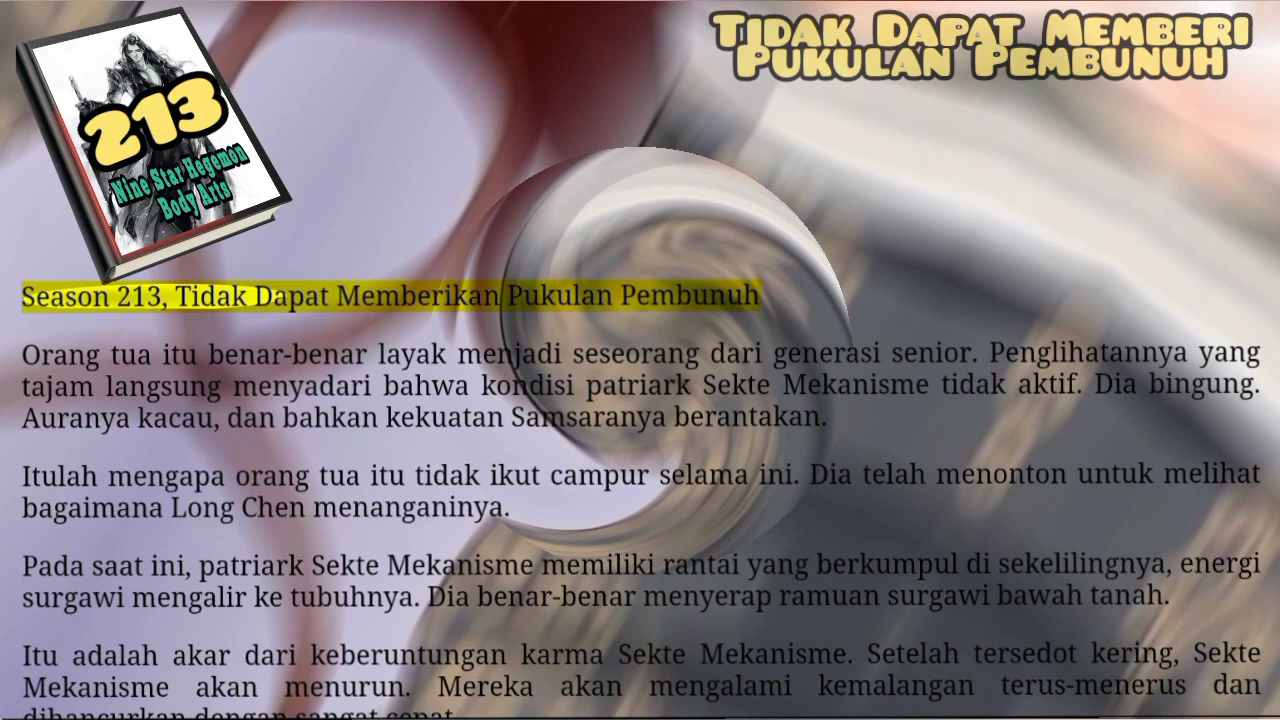 Tidak Dapat Memberi
Pukulan Pembunuh
213
Nine Star Hegemon
Body Arts
Season 213, Tidak Dapat Memberikan Pukulan Pembunuh
Orang tua itu benar-benar layak menjadi seseorang dari generasi senior. Penglihatannya yang
tajam langsung menyadari bahwa kondisi patriark Sekte Mekanisme tidak aktif. Dia bingung.
Auranya kacau, dan bahkan kekuatan Samsaranya berantakan.
Itulah mengapa orang tua itu tidak ikut campur selama ini. Dia telah menonton untuk melihat
bagaimana Long Chen menanganinya.
Pada saat ini, patriark Sekte Mekanisme memiliki rantai yang berkumpul di sekelilingnya, energi
surgawi mengalir ke tubuhnya. Dia benar-benar menyerap ramuan surgawi bawah tanah.
Itu adalah akar dari keberuntungan karma Sekte Mekanisme. Setelah tersedot kering, Sekte
Mekanisme akan menurun. Mereka akan mengalami kemalangan terus-menerus dan
dihancurkan dengan sangat cepat.